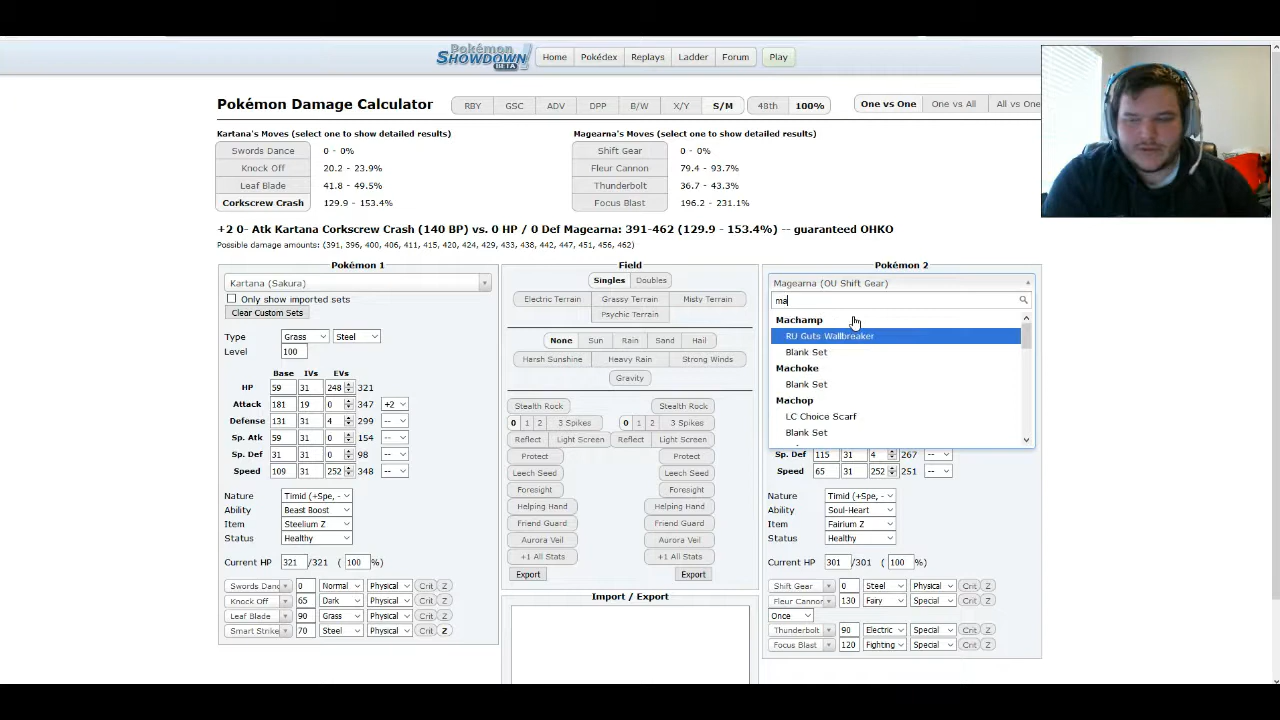 Pokémon SHOWDOWN! BETA Home Pokédex Replays Ladder Forum Play
Pokémon Damage Calculator RBY GSC ADV DPP B/W X/Y S/M 48th 100% One vs One One vs All All vs One
Kartana's Moves (select one to show detailed results)
Swords Dance 0 - 0%
Knock Off 20.2 - 23.9%
Leaf Blade 41.8 - 49.5%
Corkscrew Crash 129.9 - 153.4%
Magearna's Moves (select one to show detailed results)
Shift Gear 0 - 0%
Fleur Cannon 79.4 - 93.7%
Thunderbolt 36.7 - 43.3%
Focus Blast 196.2 - 231.1%
+2 0- Atk Kartana Corkscrew Crash (140 BP) vs. 0 HP / 0 Def Magearna: 391-462 (129.9 - 153.4%) -- guaranteed OHKO
Possible damage amounts: (391, 396, 400, 406, 411, 415, 420, 424, 429, 433, 438, 442, 447, 451, 456, 462)
Pokémon 1
Kartana (Sakura)
Only show imported sets
Clear Custom Sets
Type Grass Steel
Level 100
Base IVs EVs
HP 59 31 248 321
Attack 181 19 0 347 +2
Defense 131 31 4 299 --
Sp. Atk 59 31 0 154 --
Sp. Def 31 31 0 98 --
Speed 109 31 252 348 --
Nature Timid (+Spe, -
Ability Beast Boost
Item Steelium Z
Status Healthy
Current HP 321 /321 ( 100 %)
Swords Danc 0 Normal Physical Crit Z
Knock Off 65 Dark Physical Crit Z
Leaf Blade 90 Grass Physical Crit Z
Smart Strike 70 Steel Physical Crit Z
Field
Singles Doubles
Electric Terrain Grassy Terrain Misty Terrain
Psychic Terrain
None Sun Rain Sand Hail
Harsh Sunshine Heavy Rain Strong Winds
Gravity
Stealth Rock Stealth Rock
0 1 2 3 Spikes 0 1 2 3 Spikes
Reflect Light Screen Reflect Light Screen
Protect Protect
Leech Seed Leech Seed
Foresight Foresight
Helping Hand Helping Hand
Friend Guard Friend Guard
Aurora Veil Aurora Veil
+1 All Stats +1 All Stats
Export Export
Import / Export
Pokémon 2
Magearna (OU Shift Gear)
ma
Machamp
RU Guts Wallbreaker
Blank Set
Machoke
Blank Set
Machop
LC Choice Scarf
Blank Set
Sp. Def 115 31 4 267 --
Speed 65 31 252 251 --
Nature Timid (+Spe, -
Ability Soul-Heart
Item Fairium Z
Status Healthy
Current HP 301 /301 ( 100 %)
Shift Gear 0 Steel Physical Crit Z
Fleur Cannon 130 Fairy Special Crit Z
Once
Thunderbolt 90 Electric Special Crit Z
Focus Blast 120 Fighting Special Crit Z